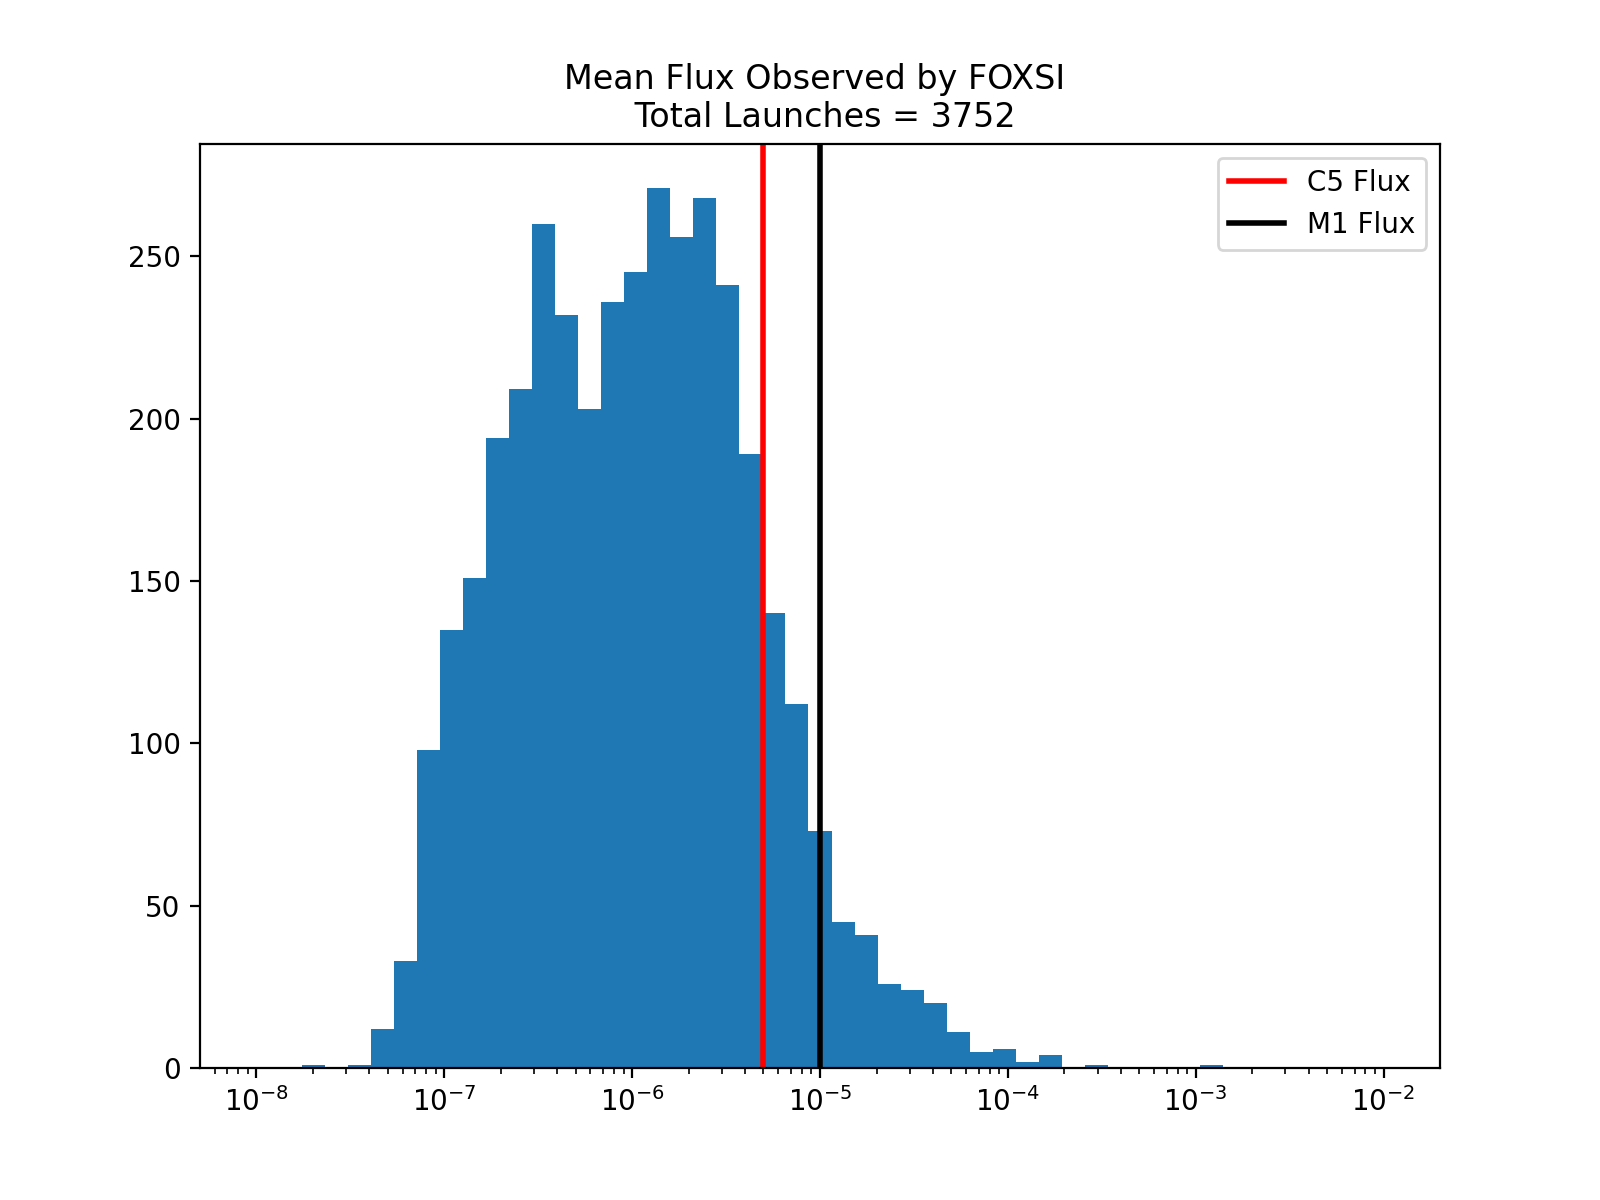 Mean Flux Observed by FOXSI
Total Launches = 3752
C5 Flux
M1 Flux
250
200
150
100
50
0
10⁻⁸ 10⁻⁷ 10⁻⁶ 10⁻⁵ 10⁻⁴ 10⁻³ 10⁻²